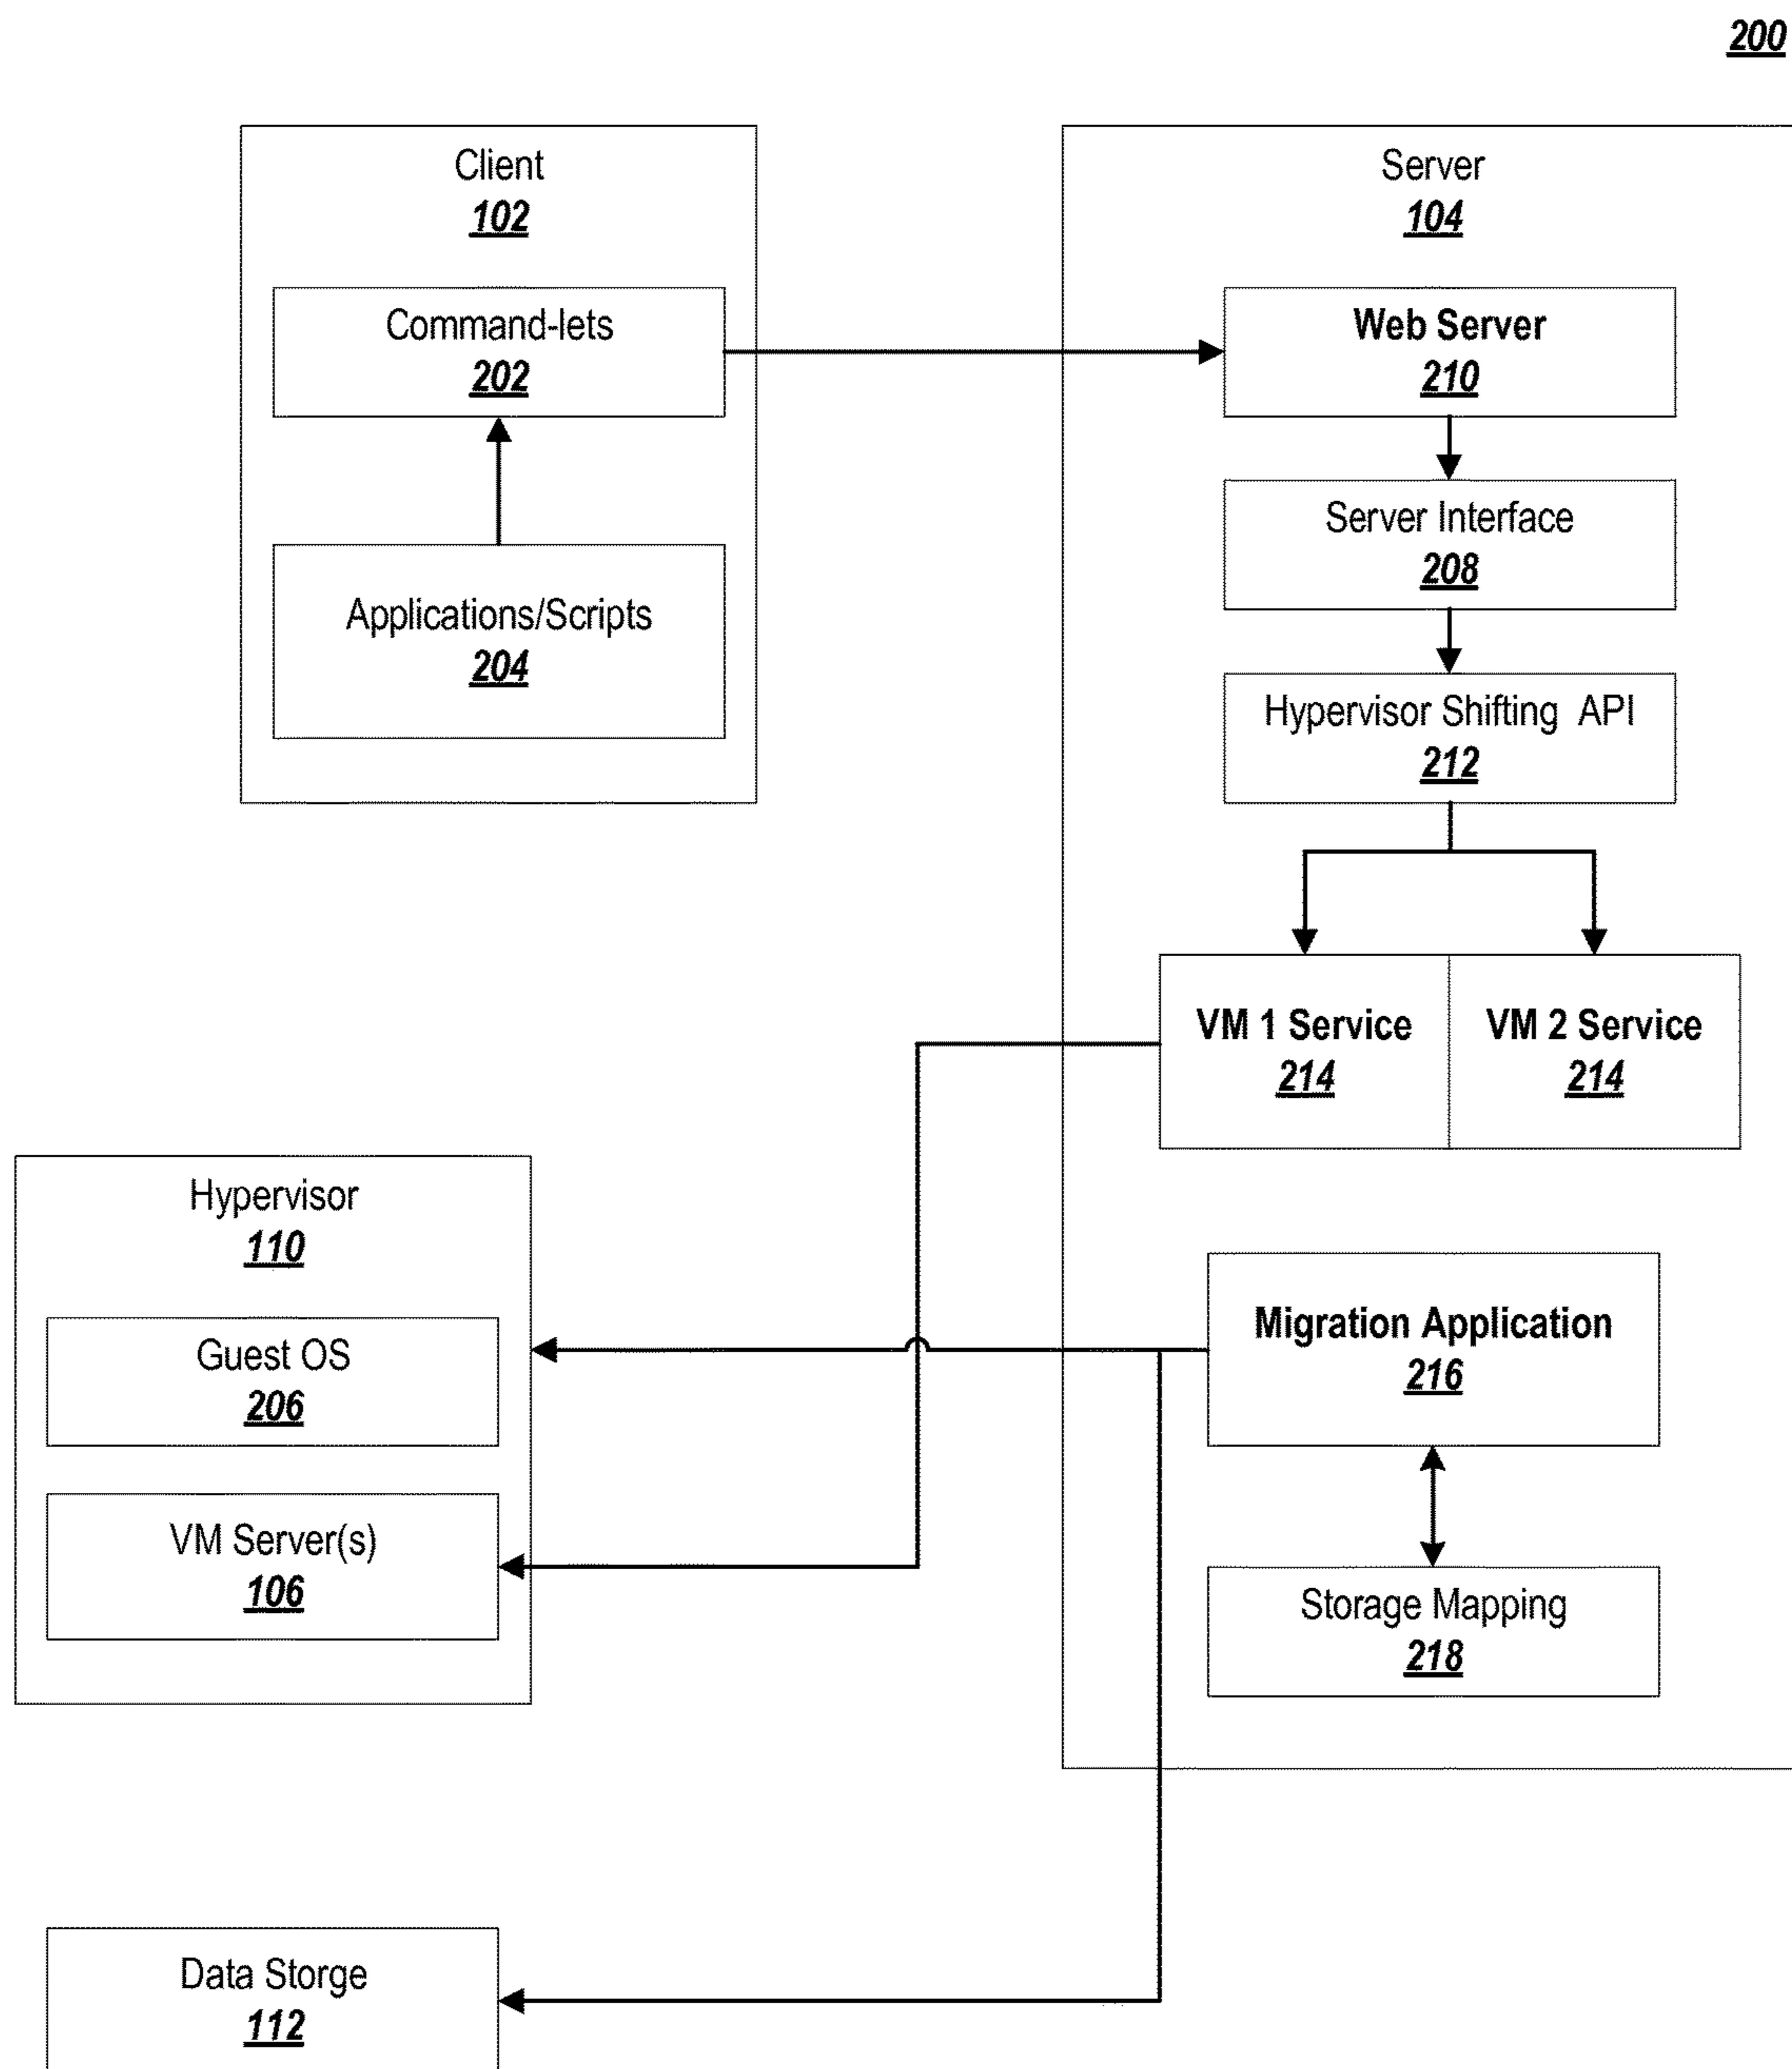 200
Client
102
Command-lets
202
Applications/Scripts
204
Server
104
Web Server
210
Server Interface
208
Hypervisor Shifting API
212
VM 1 Service
214
VM 2 Service
214
Hypervisor
110
Guest OS
206
VM Server(s)
106
Migration Application
216
Storage Mapping
218
Data Storge
112